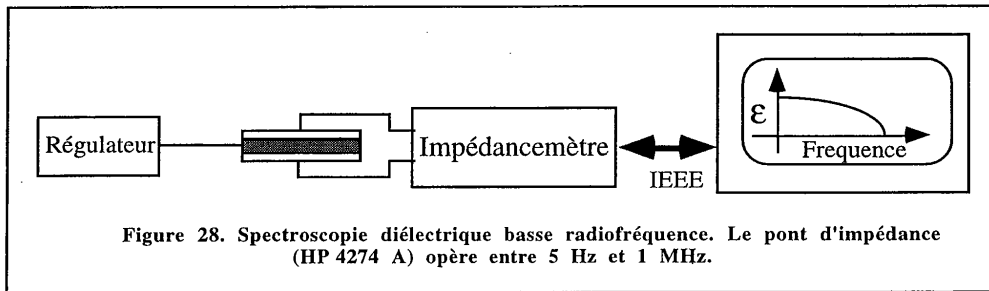 Régulateur
Impédancemètre
IEEE
ε
Frequence
Figure 28. Spectroscopie diélectrique basse radiofréquence. Le pont d'impédance
(HP 4274 A) opère entre 5 Hz et 1 MHz.